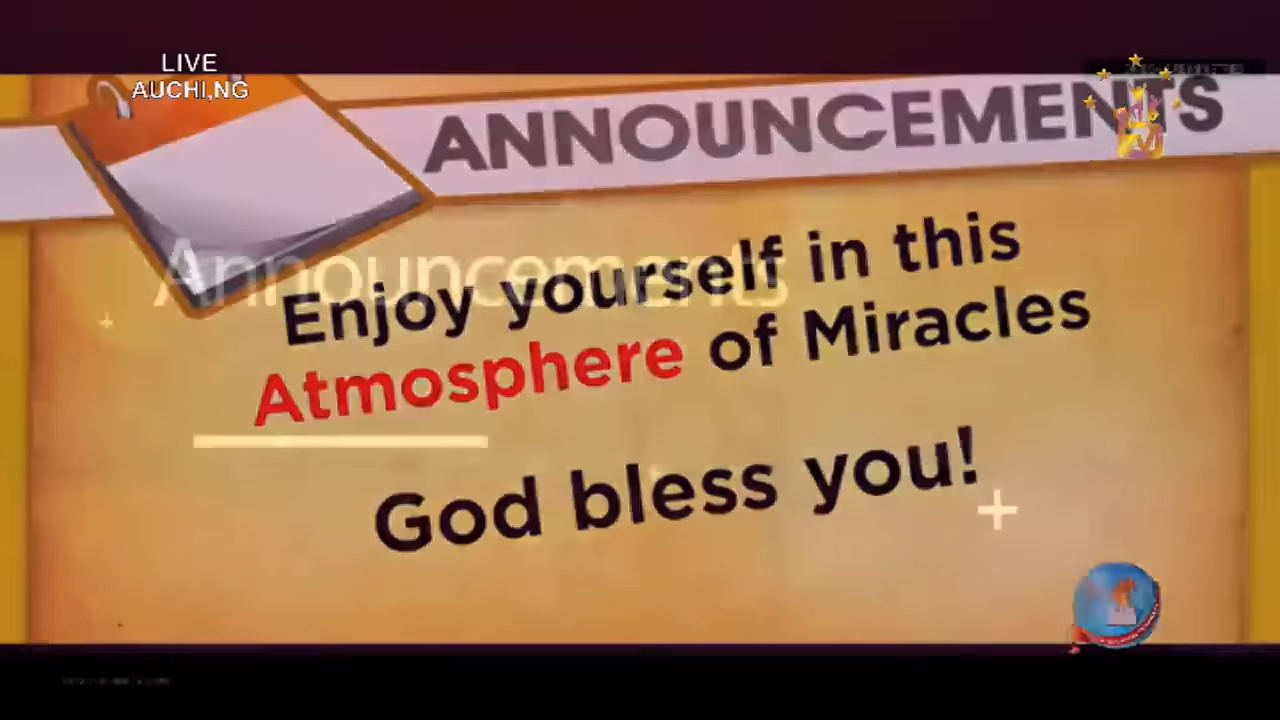 LIVE
AUCHI,NG
ANNOUNCEMENTS
Announcements
Enjoy yourself in this
Atmosphere of Miracles
God bless you!